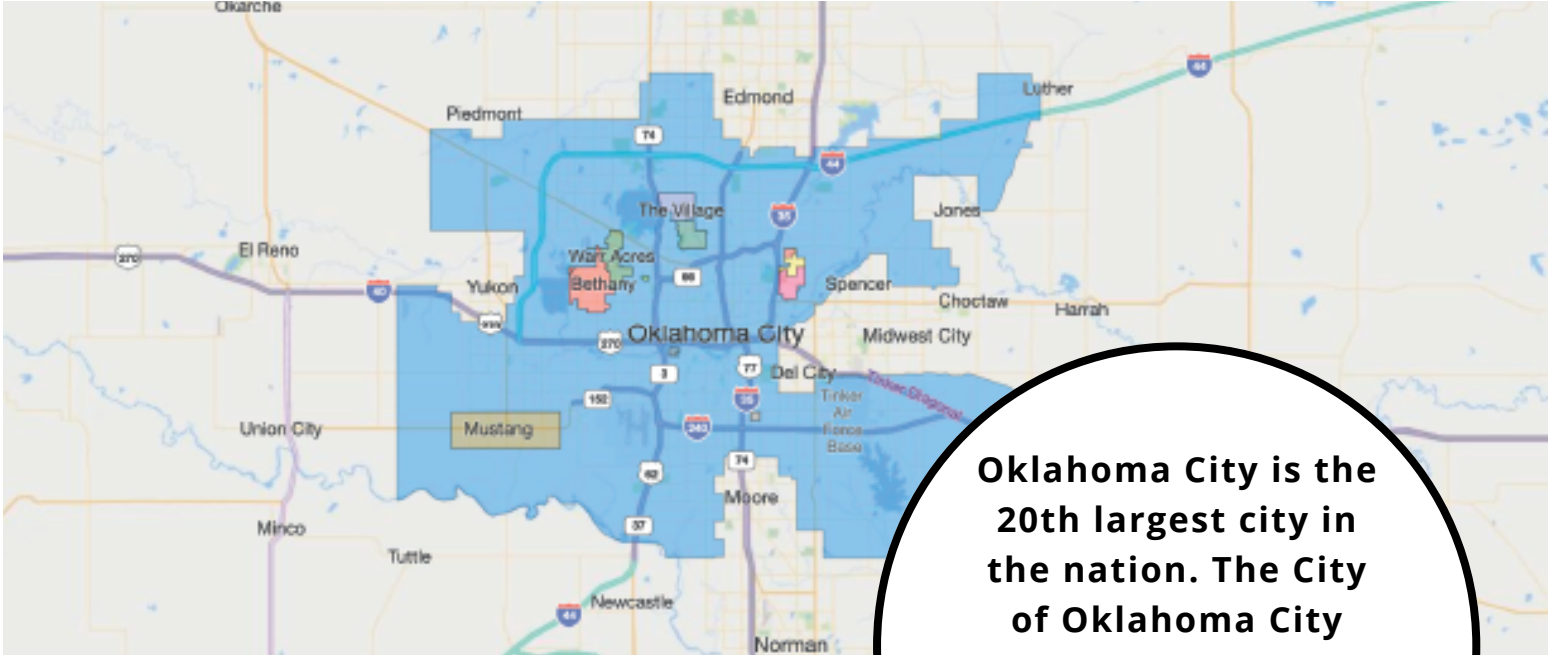 Okarche
44
Luther
Edmond
Piedmont
74
44
The Village
35
Jones
El Reno
Warr Acres
270
66
Yukon
Bethany
Spencer
40
Choctaw
Harrah
Oklahoma City
Midwest City
270
77
3
Del City
Tinker Diagonal
152
35
Tinker
Air
Force
Base
Union City
Mustang
240
74
62
Moore
37
Minco
Tuttle
Newcastle
44
Norman
Oklahoma City is the
20th largest city in
the nation. The City
of Oklahoma City